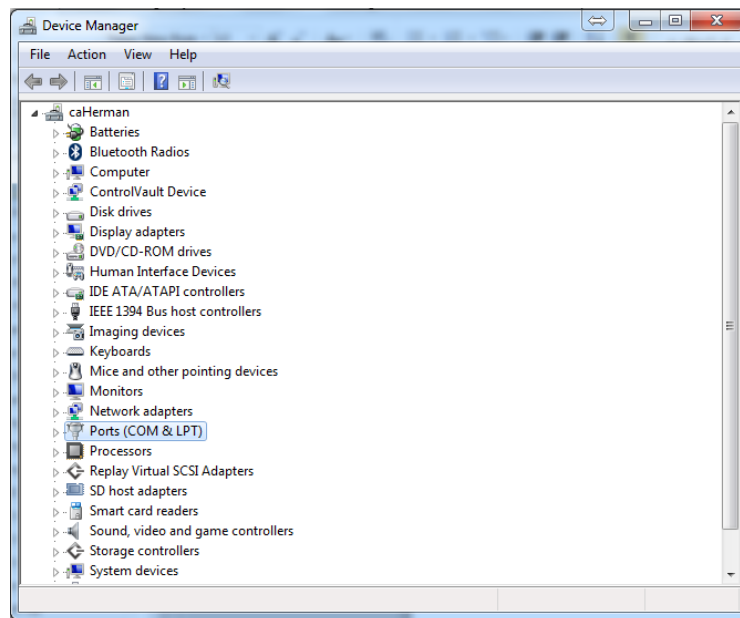 Device Manager
File Action View Help
caHerman
Batteries
Bluetooth Radios
Computer
ControlVault Device
Disk drives
Display adapters
DVD/CD-ROM drives
Human Interface Devices
IDE ATA/ATAPI controllers
IEEE 1394 Bus host controllers
Imaging devices
Keyboards
Mice and other pointing devices
Monitors
Network adapters
Ports (COM & LPT)
Processors
Replay Virtual SCSI Adapters
SD host adapters
Smart card readers
Sound, video and game controllers
Storage controllers
System devices